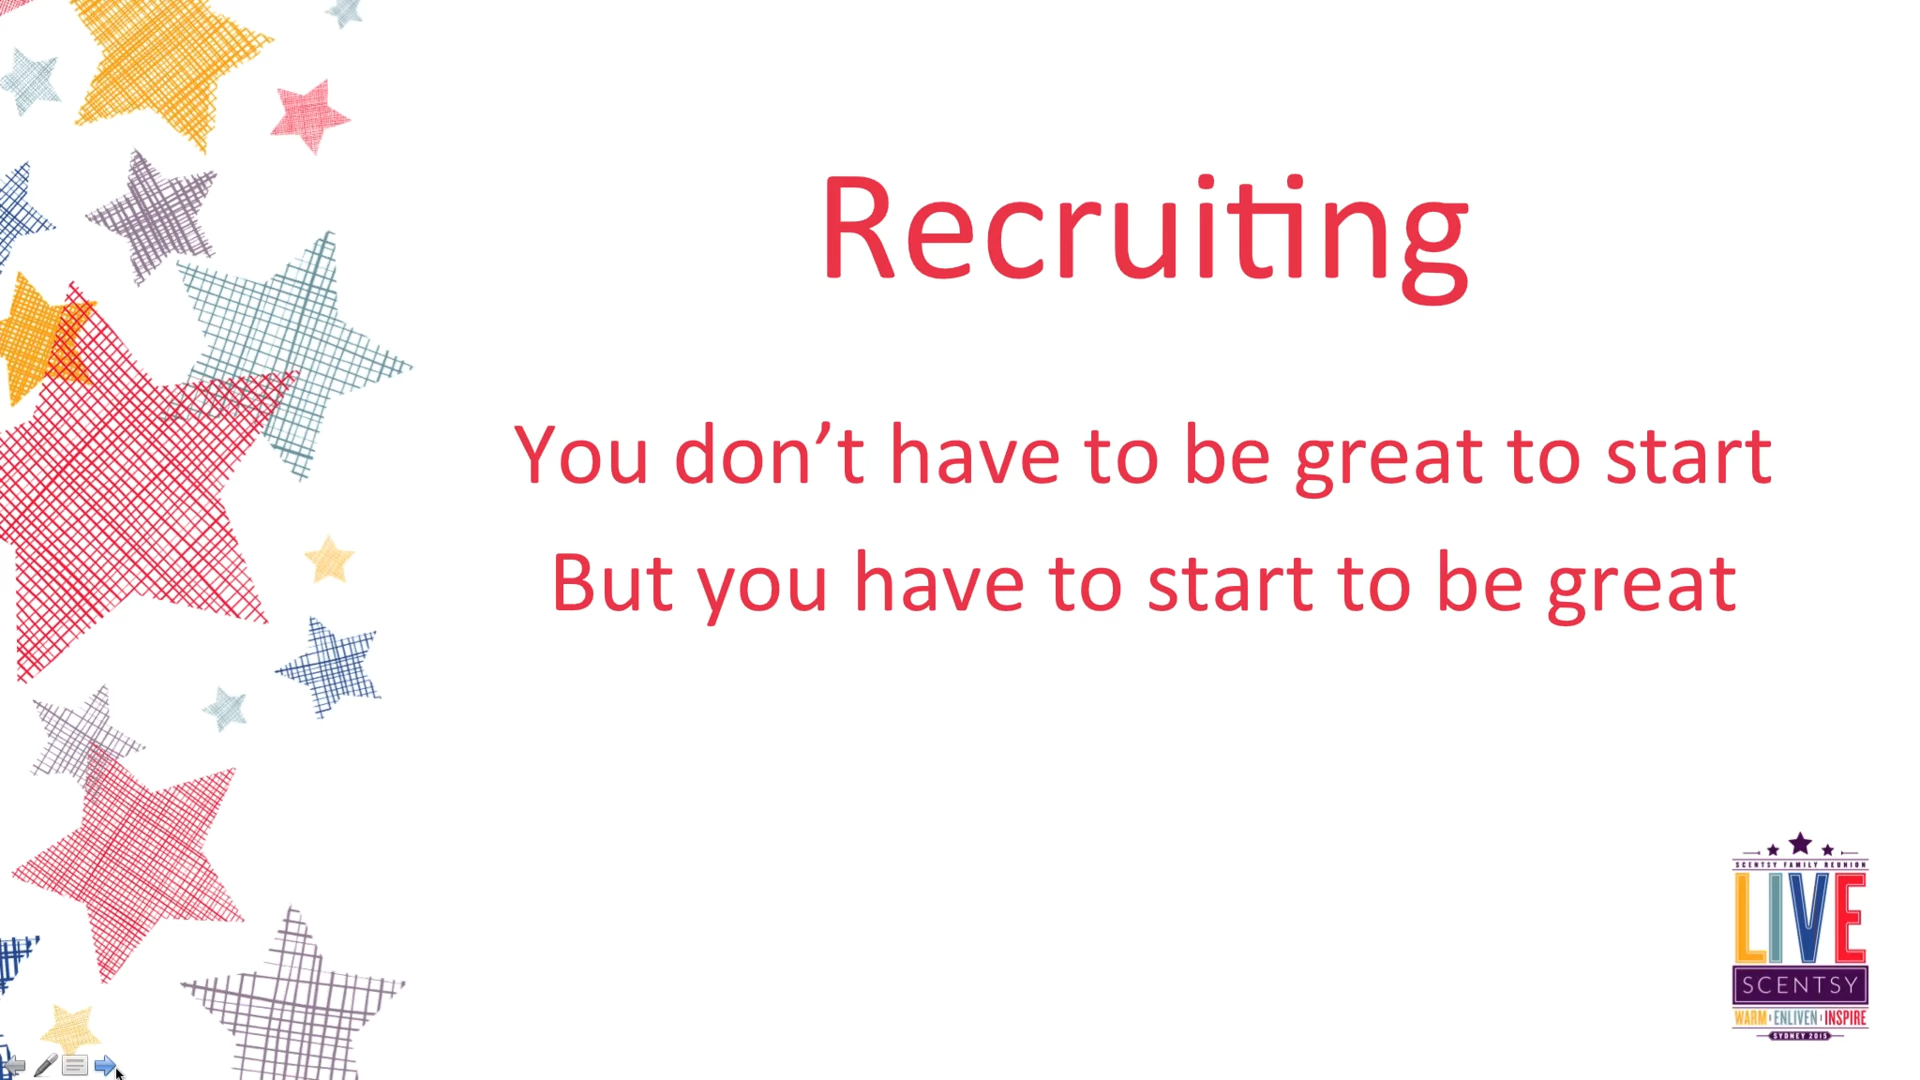 Recruiting
You don’t have to be great to start
But you have to start to be great
SCENTSY FAMILY REUNION
LIVE
SCENTSY
WARM ENLIVEN INSPIRE
SYDNEY 2015